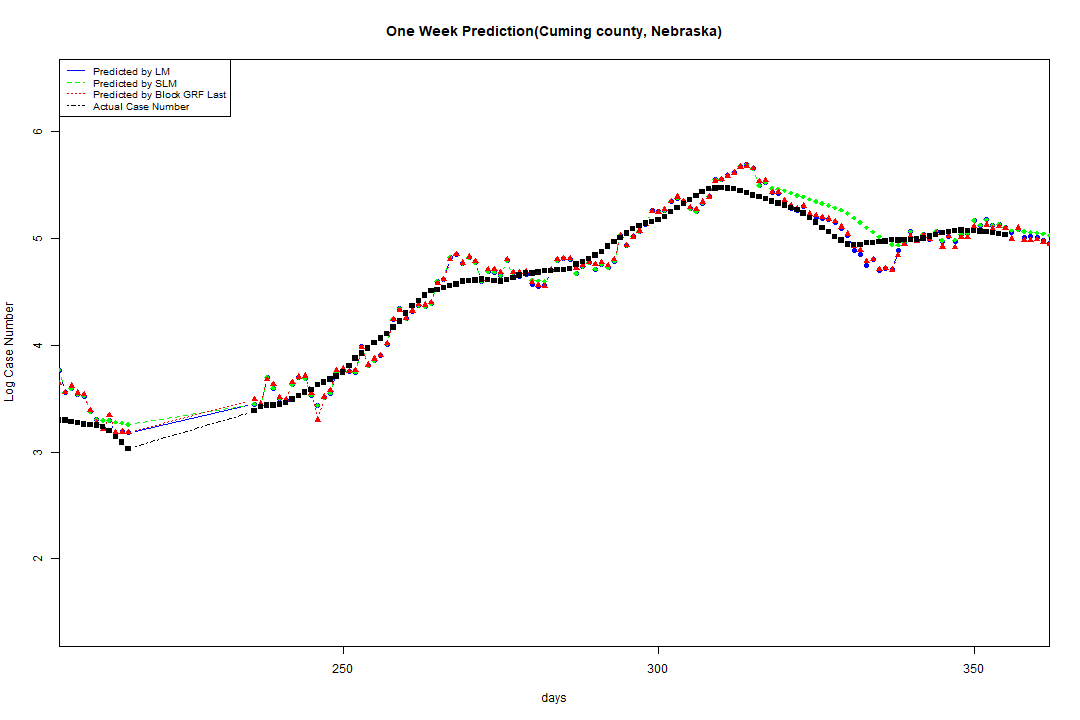 One Week Prediction(Cuming county, Nebraska)
Predicted by LM
Predicted by SLM
Predicted by Block GRF Last
Actual Case Number
6
5
4
3
2
Log Case Number
250
300
350
days